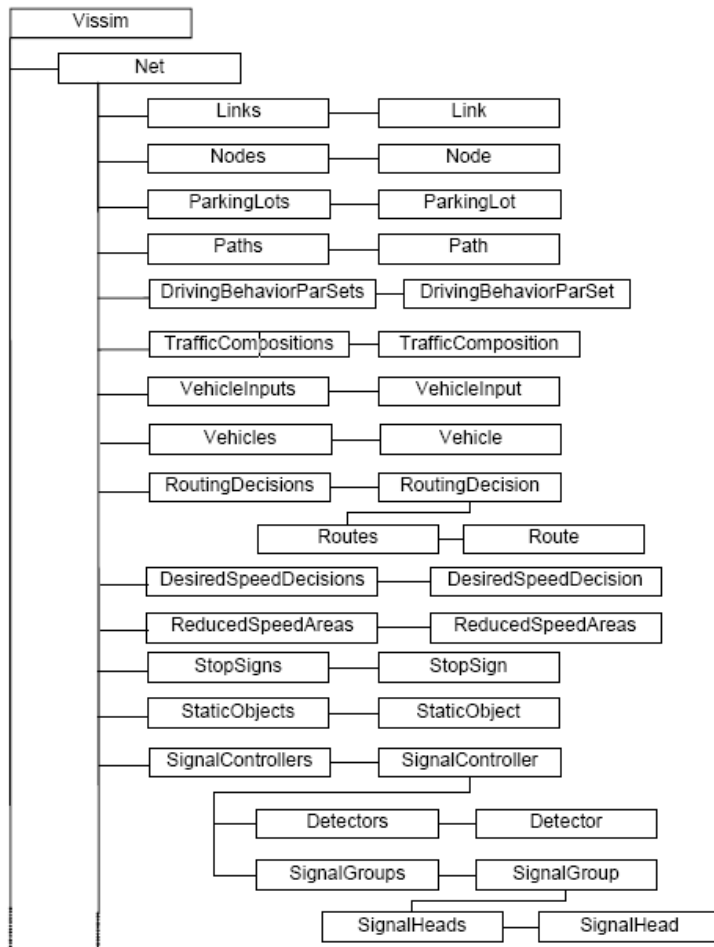 Vissim
Net
Links Link
Nodes Node
ParkingLots ParkingLot
Paths Path
DrivingBehaviorParSets DrivingBehaviorParSet
TrafficCompositions TrafficComposition
VehicleInputs VehicleInput
Vehicles Vehicle
RoutingDecisions RoutingDecision
Routes Route
DesiredSpeedDecisions DesiredSpeedDecision
ReducedSpeedAreas ReducedSpeedAreas
StopSigns StopSign
StaticObjects StaticObject
SignalControllers SignalController
Detectors Detector
SignalGroups SignalGroup
SignalHeads SignalHead